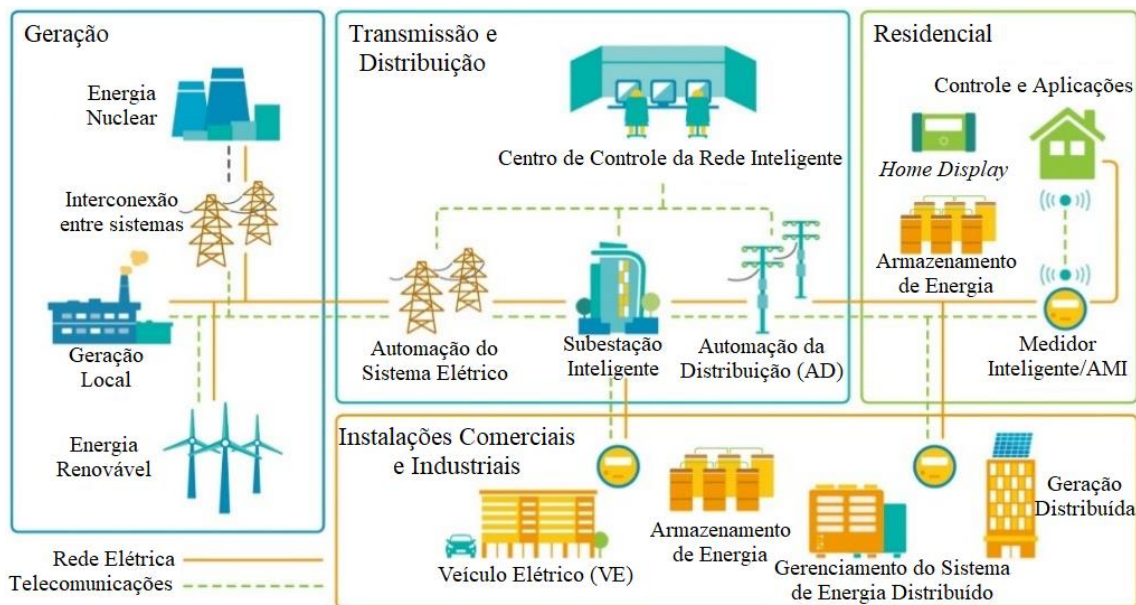 Geração
Energia
Nuclear
Interconexão
entre sistemas
Geração
Local
Energia
Renovável
Transmissão e
Distribuição
Centro de Controle da Rede Inteligente
Automação do
Sistema Elétrico
Subestação
Inteligente
Automação da
Distribuição (AD)
Residencial
Controle e Aplicações
Home Display
Armazenamento
de Energia
Medidor
Inteligente/AMI
Instalações Comerciais
e Industriais
Veículo Elétrico (VE)
Armazenamento
de Energia
Gerenciamento do Sistema
de Energia Distribuído
Geração
Distribuída
Rede Elétrica
Telecomunicações